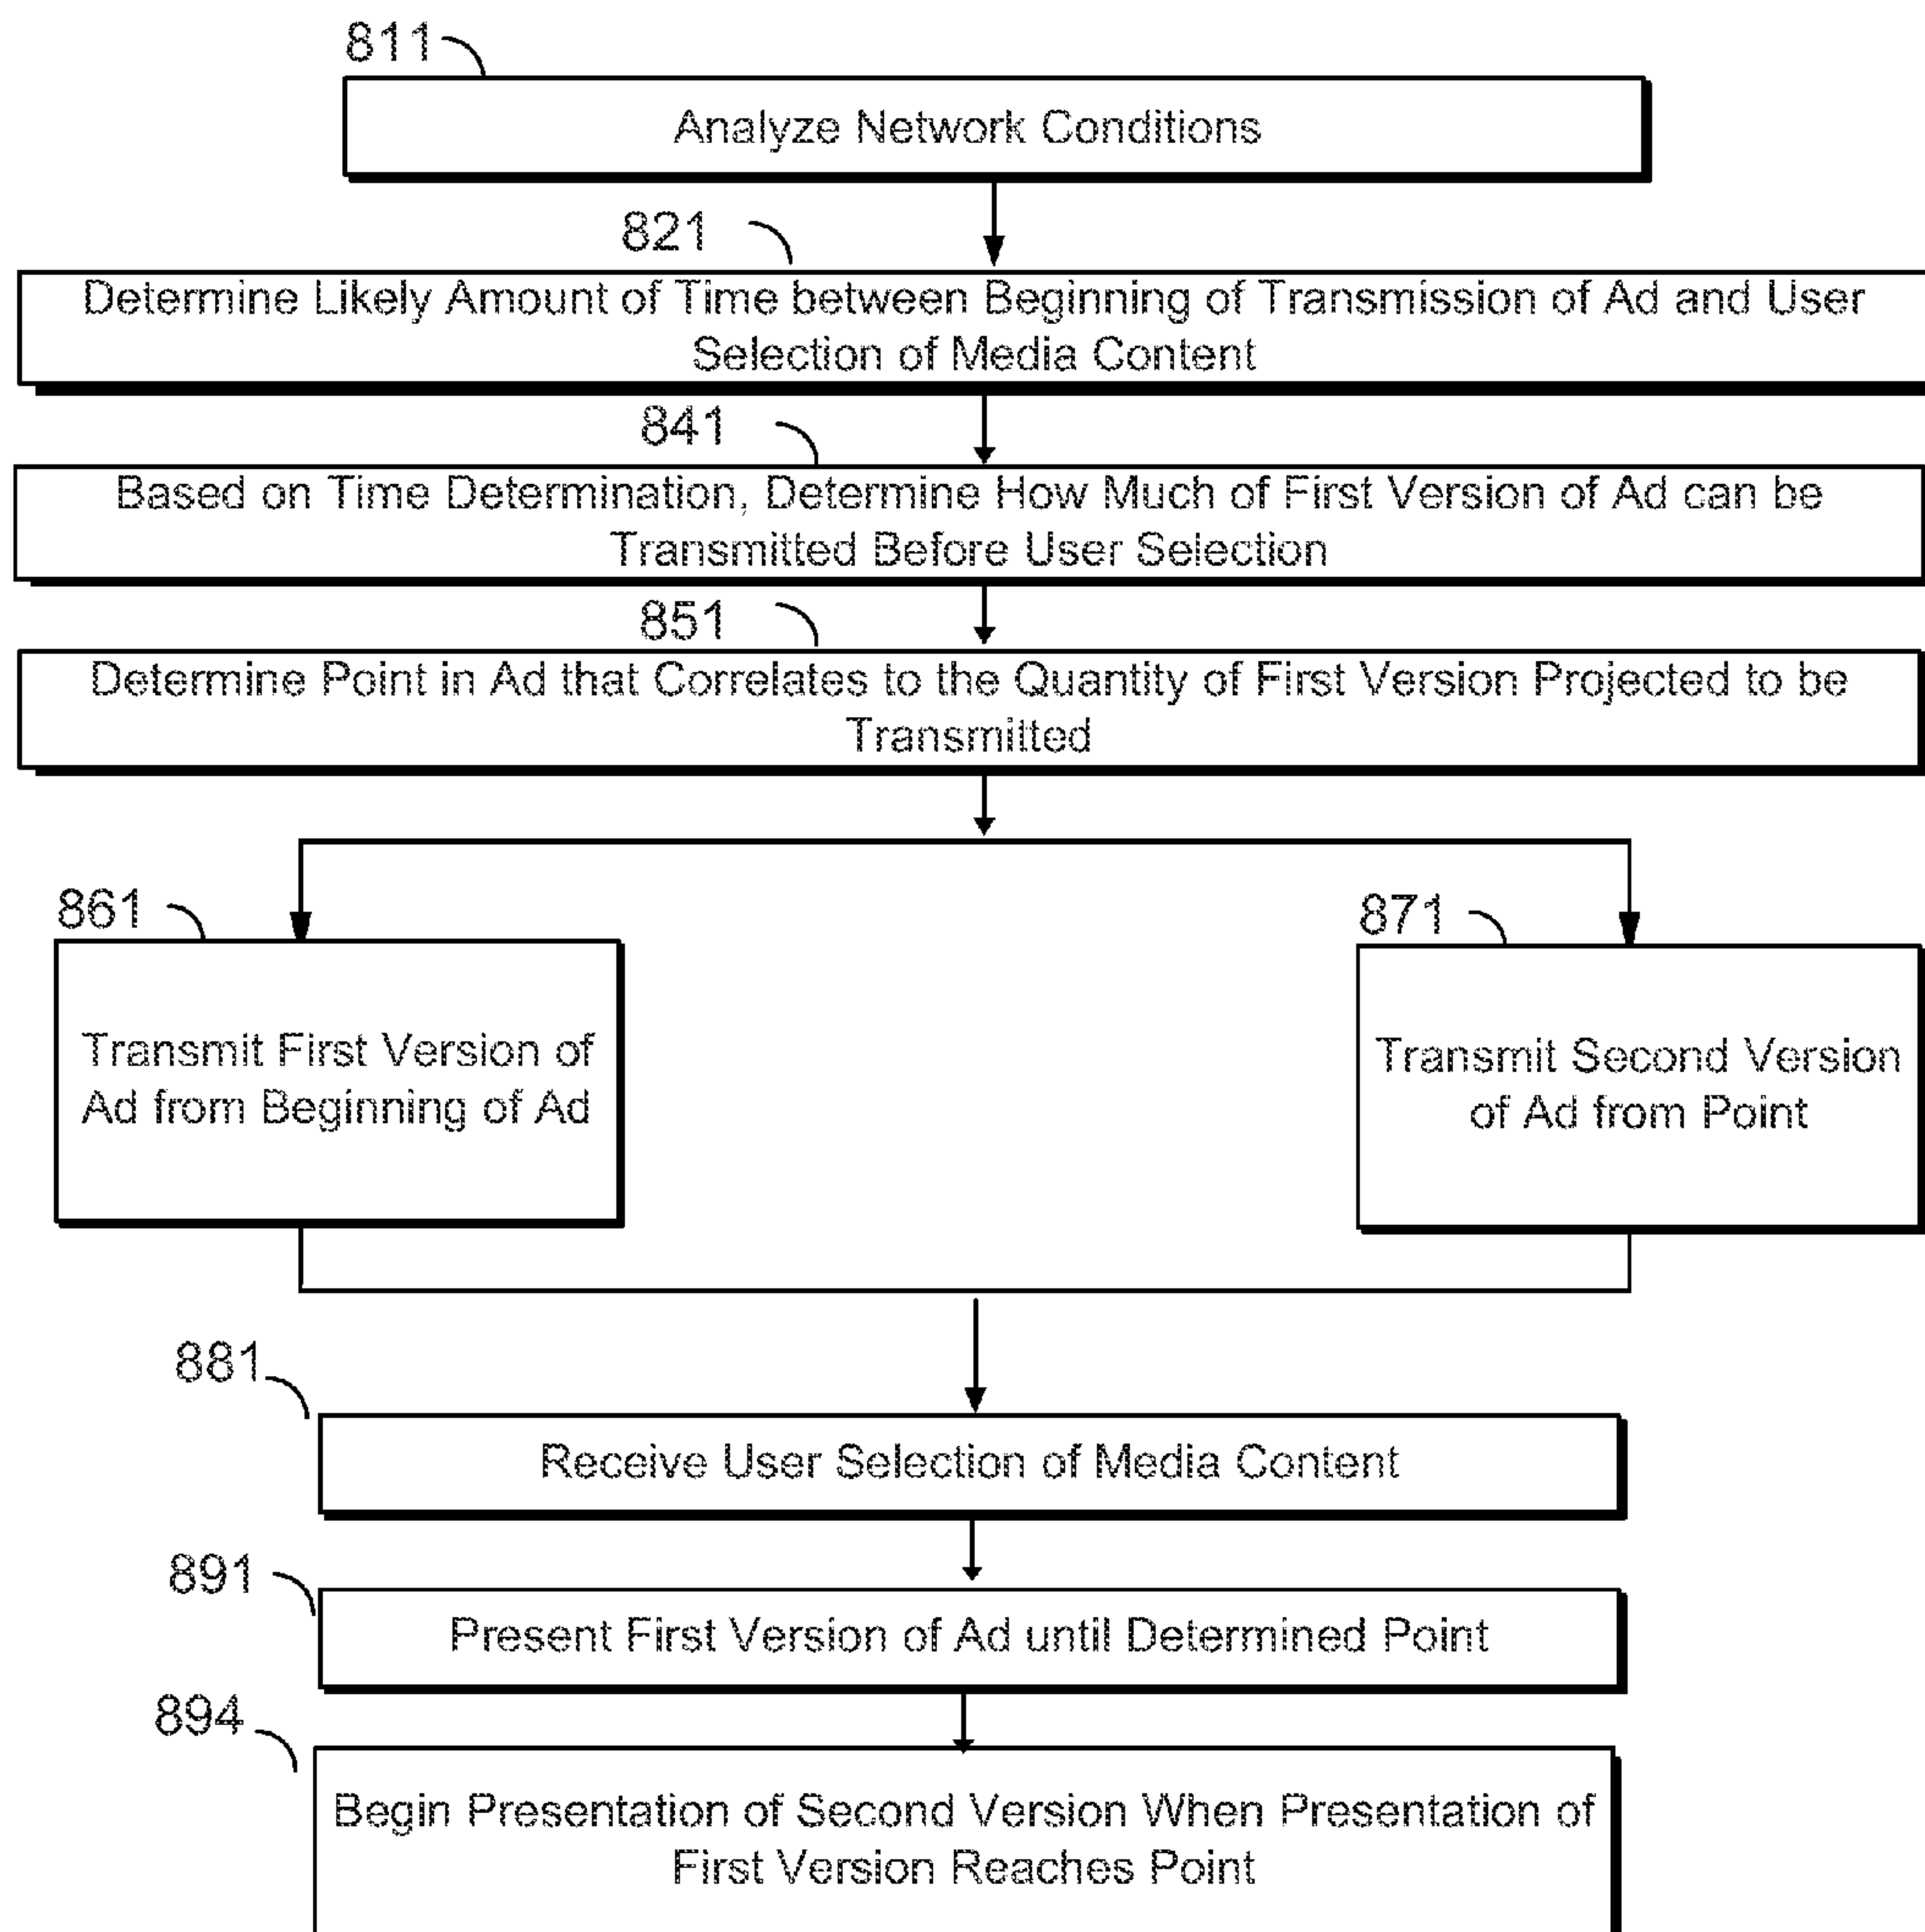 811
Analyze Network Conditions
821
Determine Likely Amount of Time between Beginning of Transmission of Ad and User
Selection of Media Content
841
Based on Time Determination, Determine How Much of First Version of Ad can be
Transmitted Before User Selection
851
Determine Point in Ad that Correlates to the Quantity of First Version Projected to be
Transmitted
861
Transmit First Version of
Ad from Beginning of Ad
871
Transmit Second Version
of Ad from Point
881
Receive User Selection of Media Content
891
Present First Version of Ad until Determined Point
894
Begin Presentation of Second Version When Presentation of
First Version Reaches Point